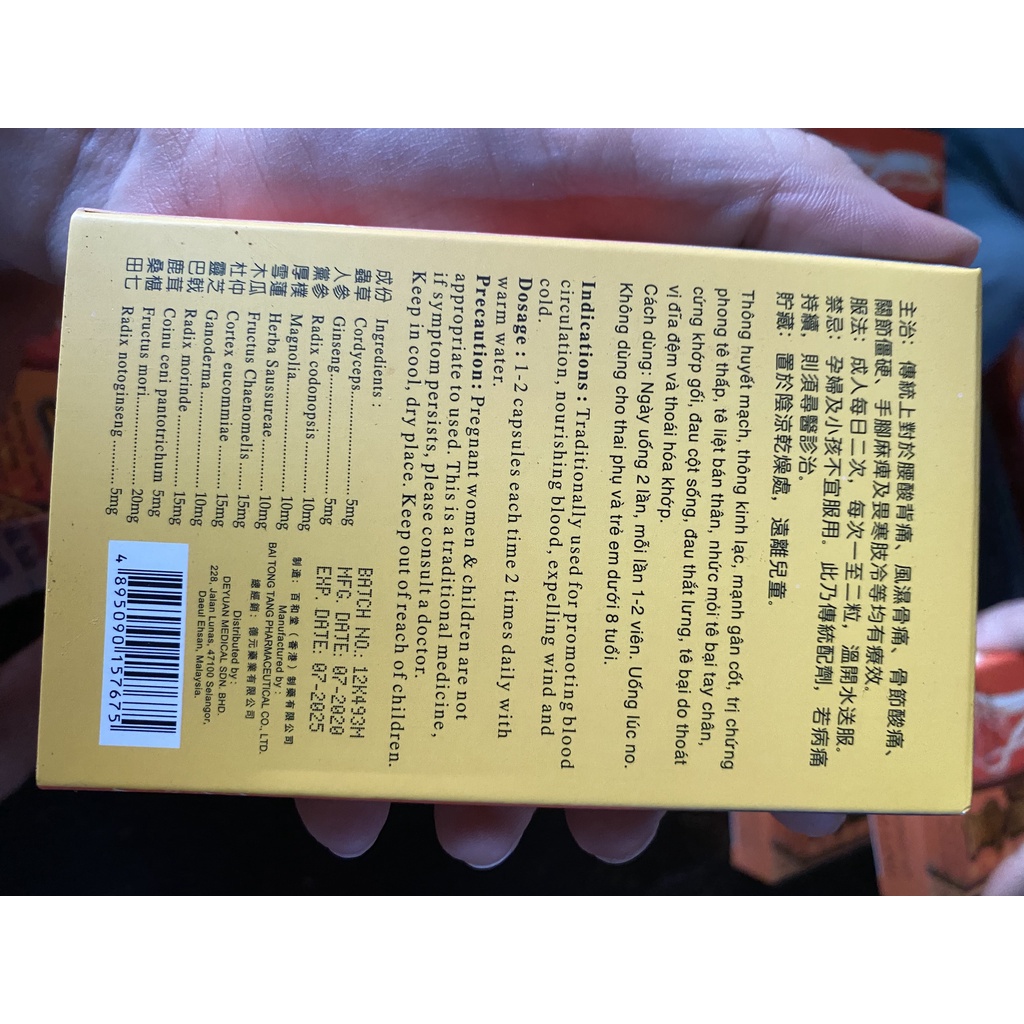 主治：傳統上對於腰酸背痛、風濕骨痛、骨節酸痛、
關節僵硬、手腳麻痺及畏寒肢冷等均有療效。
服法：成人每日二次，每次一至二粒，溫開水送服。
禁忌：孕婦及小孩不宜服用。此乃傳統配劑，若病痛
持續，則須尋醫診治。
貯藏：置於陰涼乾燥處，遠離兒童。
Thông huyết mạch, thông kinh lạc, mạnh gân cốt, trị chứng
phong tê thấp, tê liệt bán thân, nhức mỏi tê bại tay chân,
cứng khớp gối, đau cột sống, đau thắt lưng, tê bại do thoát
vị đĩa đệm và thoái hóa khớp.
Cách dùng: Ngày uống 2 lần, mỗi lần 1-2 viên. Uống lúc no.
Không dùng cho thai phụ và trẻ em dưới 8 tuổi.
Indications : Traditionally used for promoting blood
circulation, nourishing blood, expelling wind and
cold.
Dosage : 1-2 capsules each time 2 times daily with
warm water.
Precaution : Pregnant women & children are not
appropriate to used. This is a traditional medicine,
if symptom persists, please consult a doctor.
Keep in cool, dry place. Keep out of reach of children.
成份 Ingredients :
蟲草 Cordyceps..................... 5mg
人參 Ginseng.......................... 5mg
黨參 Radix codonopsis........... 10mg
厚樸 Magnolia....................... 10mg
雪蓮 Herba Saussureae........... 10mg
木瓜 Fructus Chaenomelis...... 15mg
杜仲 Cortex eucommiae......... 15mg
靈芝 Ganoderma................... 10mg
巴戟 Radix morinde............... 15mg
鹿茸 Coinu ceni pantotrichum 5mg
桑椹 Fructus mori................. 20mg
田七 Radix notoginseng......... 5mg
BATCH NO.: 12K493M
MFG. DATE: 07-2020
EXP. DATE: 07-2025
制造：百和堂（香港）制藥有限公司
Manufactured by :
BAI TONG TANG PHARMACEUTICAL CO., LTD.
總經銷：德元藥業有限公司
Distributed by :
DEYUAN MEDICAL SDN. BHD.
228, Jalan Lunas, 47100 Selangor,
Daeul Ehsan, Malaysia.
4 895090 157675